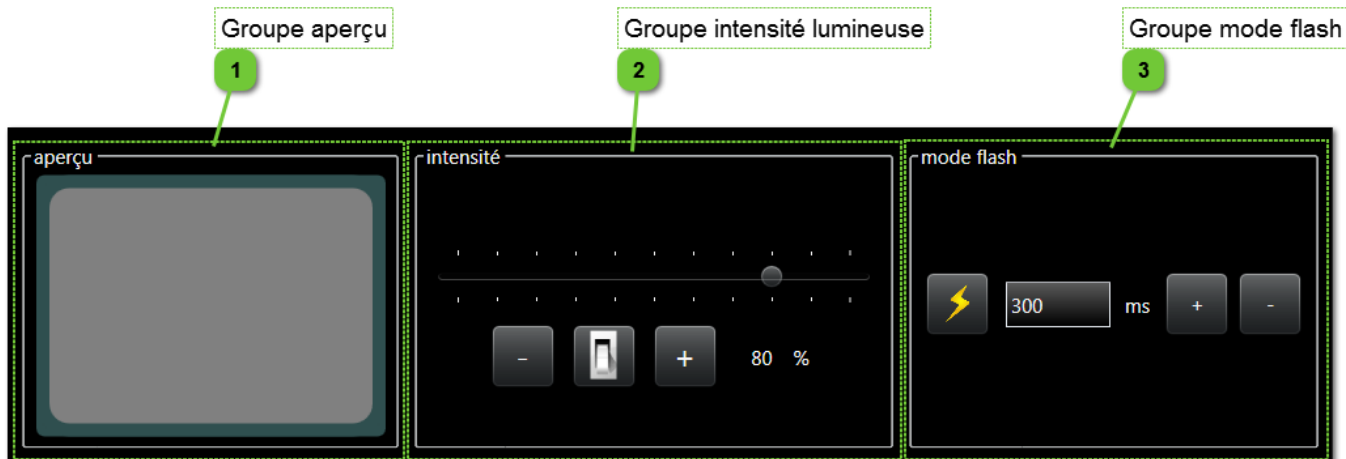 Groupe aperçu
Groupe intensité lumineuse
Groupe mode flash
1
2
3
aperçu
intensité
mode flash
300 ms + -
- + 80 %